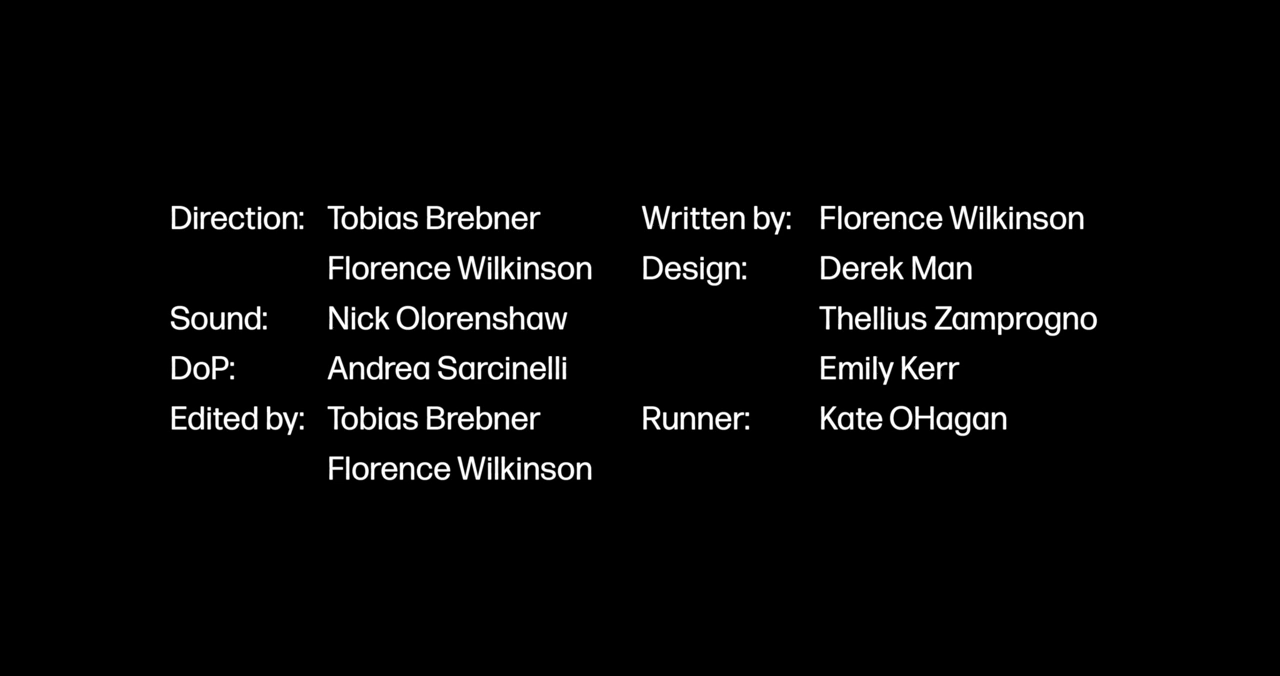 Direction: Tobias Brebner
Florence Wilkinson
Sound: Nick Olorenshaw
DoP: Andrea Sarcinelli
Edited by: Tobias Brebner
Florence Wilkinson
Written by: Florence Wilkinson
Design: Derek Man
Thellius Zamprogno
Emily Kerr
Runner: Kate OHagan